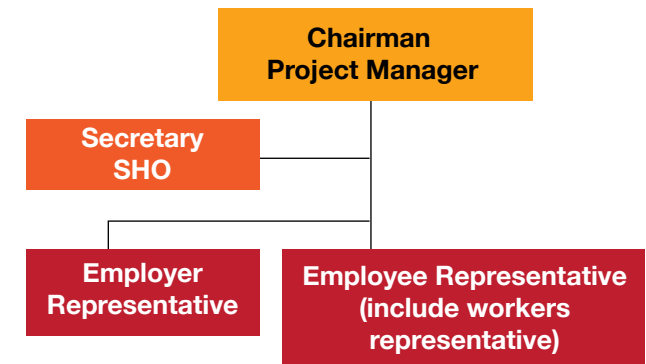 Chairman
Project Manager
Secretary
SHO
Employer
Representative
Employee Representative
(include workers
representative)